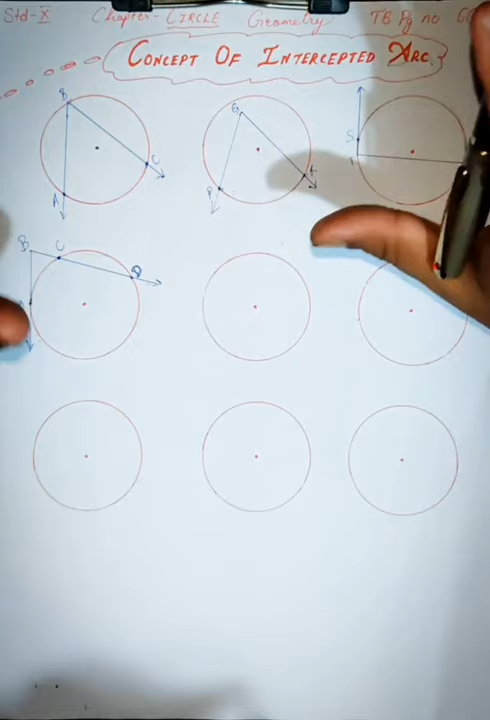 Std- X Chapter- CIRCLE Geometry TB Pg no
CONCEPT OF INTERCEPTED ARC.
B
C
A
G
P
S
B
C
D